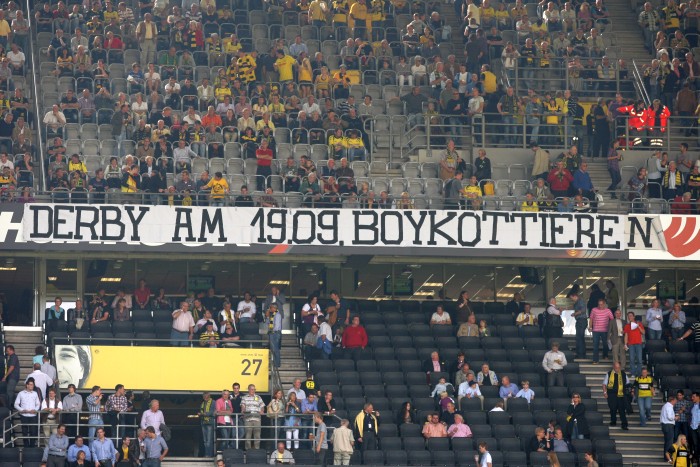 DERBY AM 19.09. BOYKOTTIEREN
27